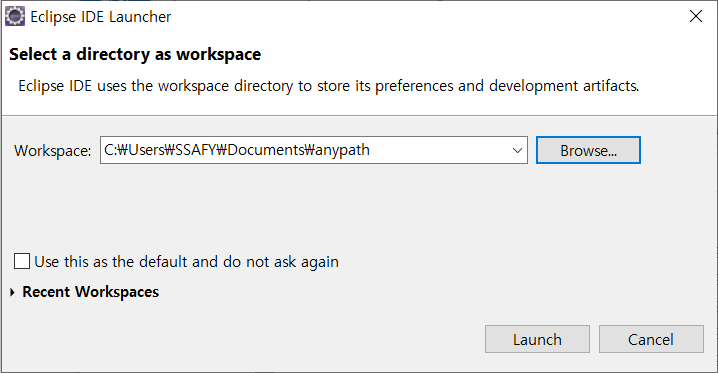 Eclipse IDE Launcher
Select a directory as workspace
Eclipse IDE uses the workspace directory to store its preferences and development artifacts.
Workspace: C:₩Users₩SSAFY₩Documents₩anypath Browse...
Use this as the default and do not ask again
Recent Workspaces
Launch Cancel